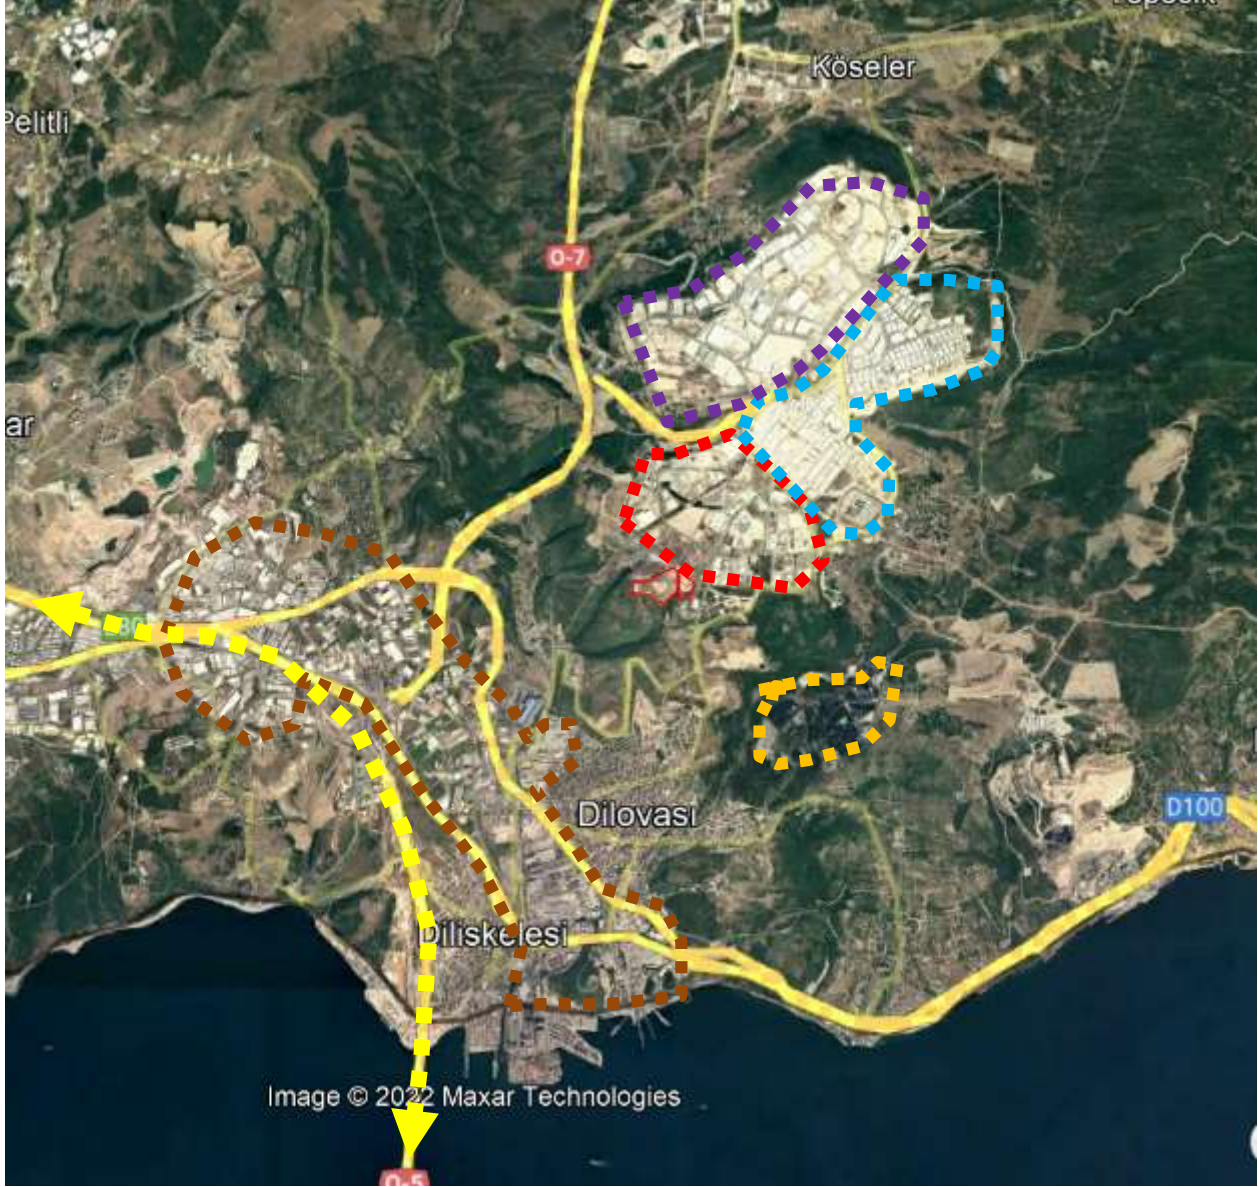 Köseler
Pelitli
O-7
ar
Dilovası
D100
Diliskelesi
Image © 2022 Maxar Technologies
O-5